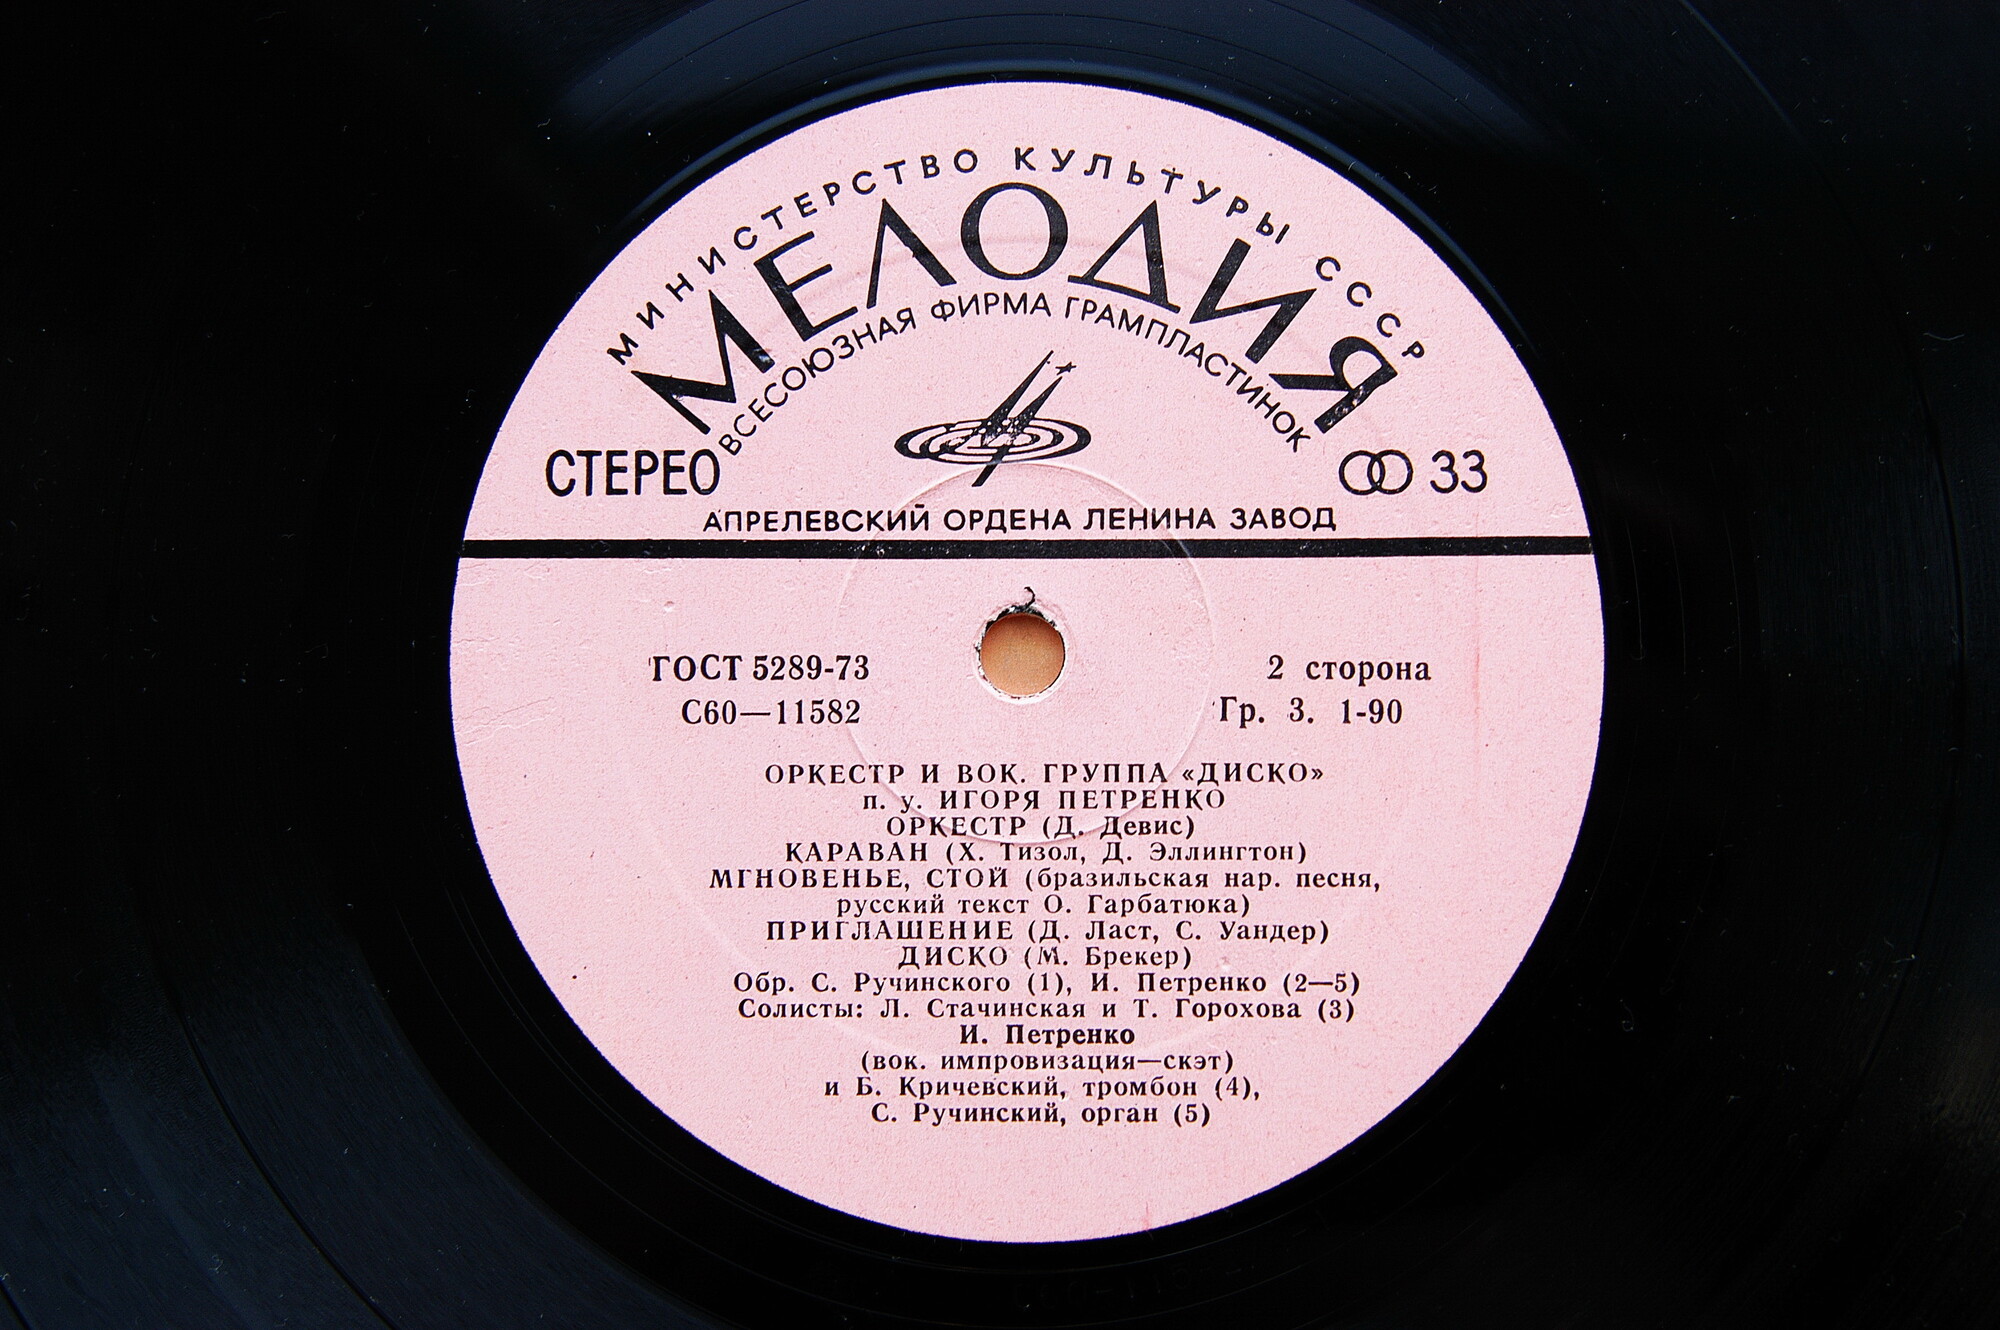 МИНИСТЕРСТВО КУЛЬТУРЫ СССР
МЕЛОДИЯ
ВСЕСОЮЗНАЯ ФИРМА ГРАМПЛАСТИНОК
СТЕРЕО 33
АПРЕЛЕВСКИЙ ОРДЕНА ЛЕНИНА ЗАВОД
ГОСТ 5289-73 2 сторона
С60—11582 Гр. 3. 1-90
ОРКЕСТР И ВОК. ГРУППА «ДИСКО»
п. у. ИГОРЯ ПЕТРЕНКО
ОРКЕСТР (Д. Девис)
КАРАВАН (Х. Тизол, Д. Эллингтон)
МГНОВЕНЬЕ, СТОЙ (бразильская нар. песня,
русский текст О. Гарбатюка)
ПРИГЛАШЕНИЕ (Д. Ласт, С. Уандер)
ДИСКО (М. Брекер)
Обр. С. Ручинского (1), И. Петренко (2—5)
Солисты: Л. Стачинская и Т. Горохова (3)
И. Петренко
(вок. импровизация—скэт)
и Б. Кричевский, тромбон (4),
С. Ручинский, орган (5)